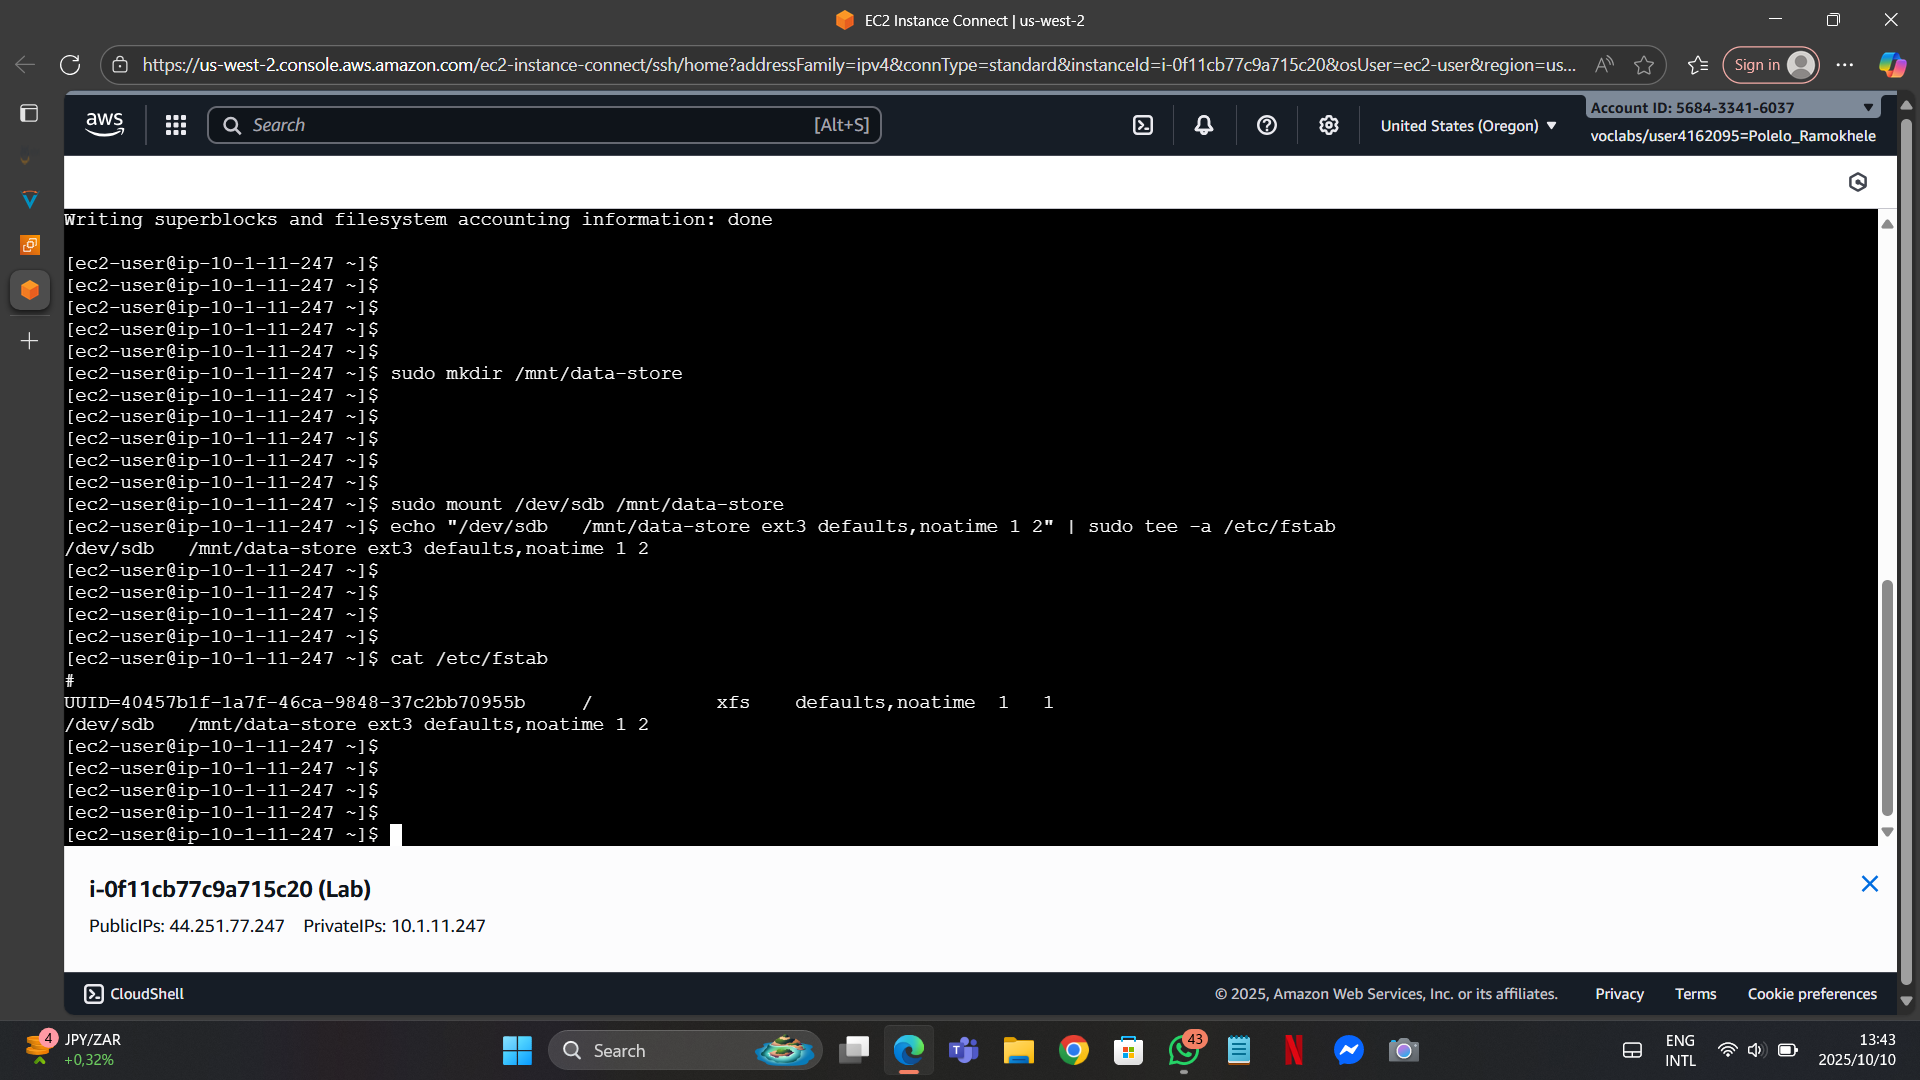 EC2 Instance Connect | us-west-2
https://us-west-2.console.aws.amazon.com/ec2-instance-connect/ssh/home?addressFamily=ipv4&connType=standard&instanceId=i-0f11cb77c9a715c20&osUser=ec2-user&region=us...
Sign in
aws
Search
[Alt+S]
United States (Oregon)
Account ID: 5684-3341-6037
voclabs/user4162095=Polelo_Ramokhele
Writing superblocks and filesystem accounting information: done
[ec2-user@ip-10-1-11-247 ~]$
[ec2-user@ip-10-1-11-247 ~]$
[ec2-user@ip-10-1-11-247 ~]$
[ec2-user@ip-10-1-11-247 ~]$
[ec2-user@ip-10-1-11-247 ~]$
[ec2-user@ip-10-1-11-247 ~]$ sudo mkdir /mnt/data-store
[ec2-user@ip-10-1-11-247 ~]$
[ec2-user@ip-10-1-11-247 ~]$
[ec2-user@ip-10-1-11-247 ~]$
[ec2-user@ip-10-1-11-247 ~]$
[ec2-user@ip-10-1-11-247 ~]$
[ec2-user@ip-10-1-11-247 ~]$ sudo mount /dev/sdb /mnt/data-store
[ec2-user@ip-10-1-11-247 ~]$ echo "/dev/sdb   /mnt/data-store ext3 defaults,noatime 1 2" | sudo tee -a /etc/fstab
/dev/sdb   /mnt/data-store ext3 defaults,noatime 1 2
[ec2-user@ip-10-1-11-247 ~]$
[ec2-user@ip-10-1-11-247 ~]$
[ec2-user@ip-10-1-11-247 ~]$
[ec2-user@ip-10-1-11-247 ~]$
[ec2-user@ip-10-1-11-247 ~]$ cat /etc/fstab
#
UUID=40457b1f-1a7f-46ca-9848-37c2bb70955b     /           xfs    defaults,noatime  1   1
/dev/sdb   /mnt/data-store ext3 defaults,noatime 1 2
[ec2-user@ip-10-1-11-247 ~]$
[ec2-user@ip-10-1-11-247 ~]$
[ec2-user@ip-10-1-11-247 ~]$
[ec2-user@ip-10-1-11-247 ~]$
[ec2-user@ip-10-1-11-247 ~]$
i-0f11cb77c9a715c20 (Lab)
PublicIPs: 44.251.77.247    PrivateIPs: 10.1.11.247
CloudShell
© 2025, Amazon Web Services, Inc. or its affiliates.
Privacy
Terms
Cookie preferences
4
JPY/ZAR
+0,32%
Search
43
ENG
INTL
13:43
2025/10/10